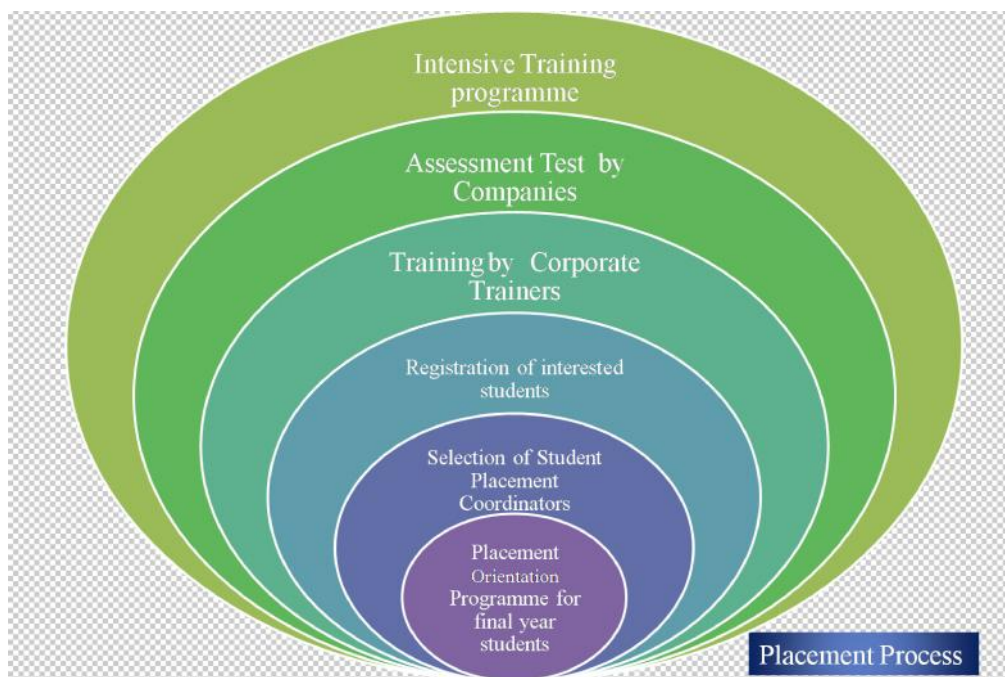 Intensive Training
programme
Assessment Test by
Companies
Training by Corporate
Trainers
Registration of interested
students
Selection of Student
Placement
Coordinators
Placement
Orientation
Programme for
final year
students
Placement Process